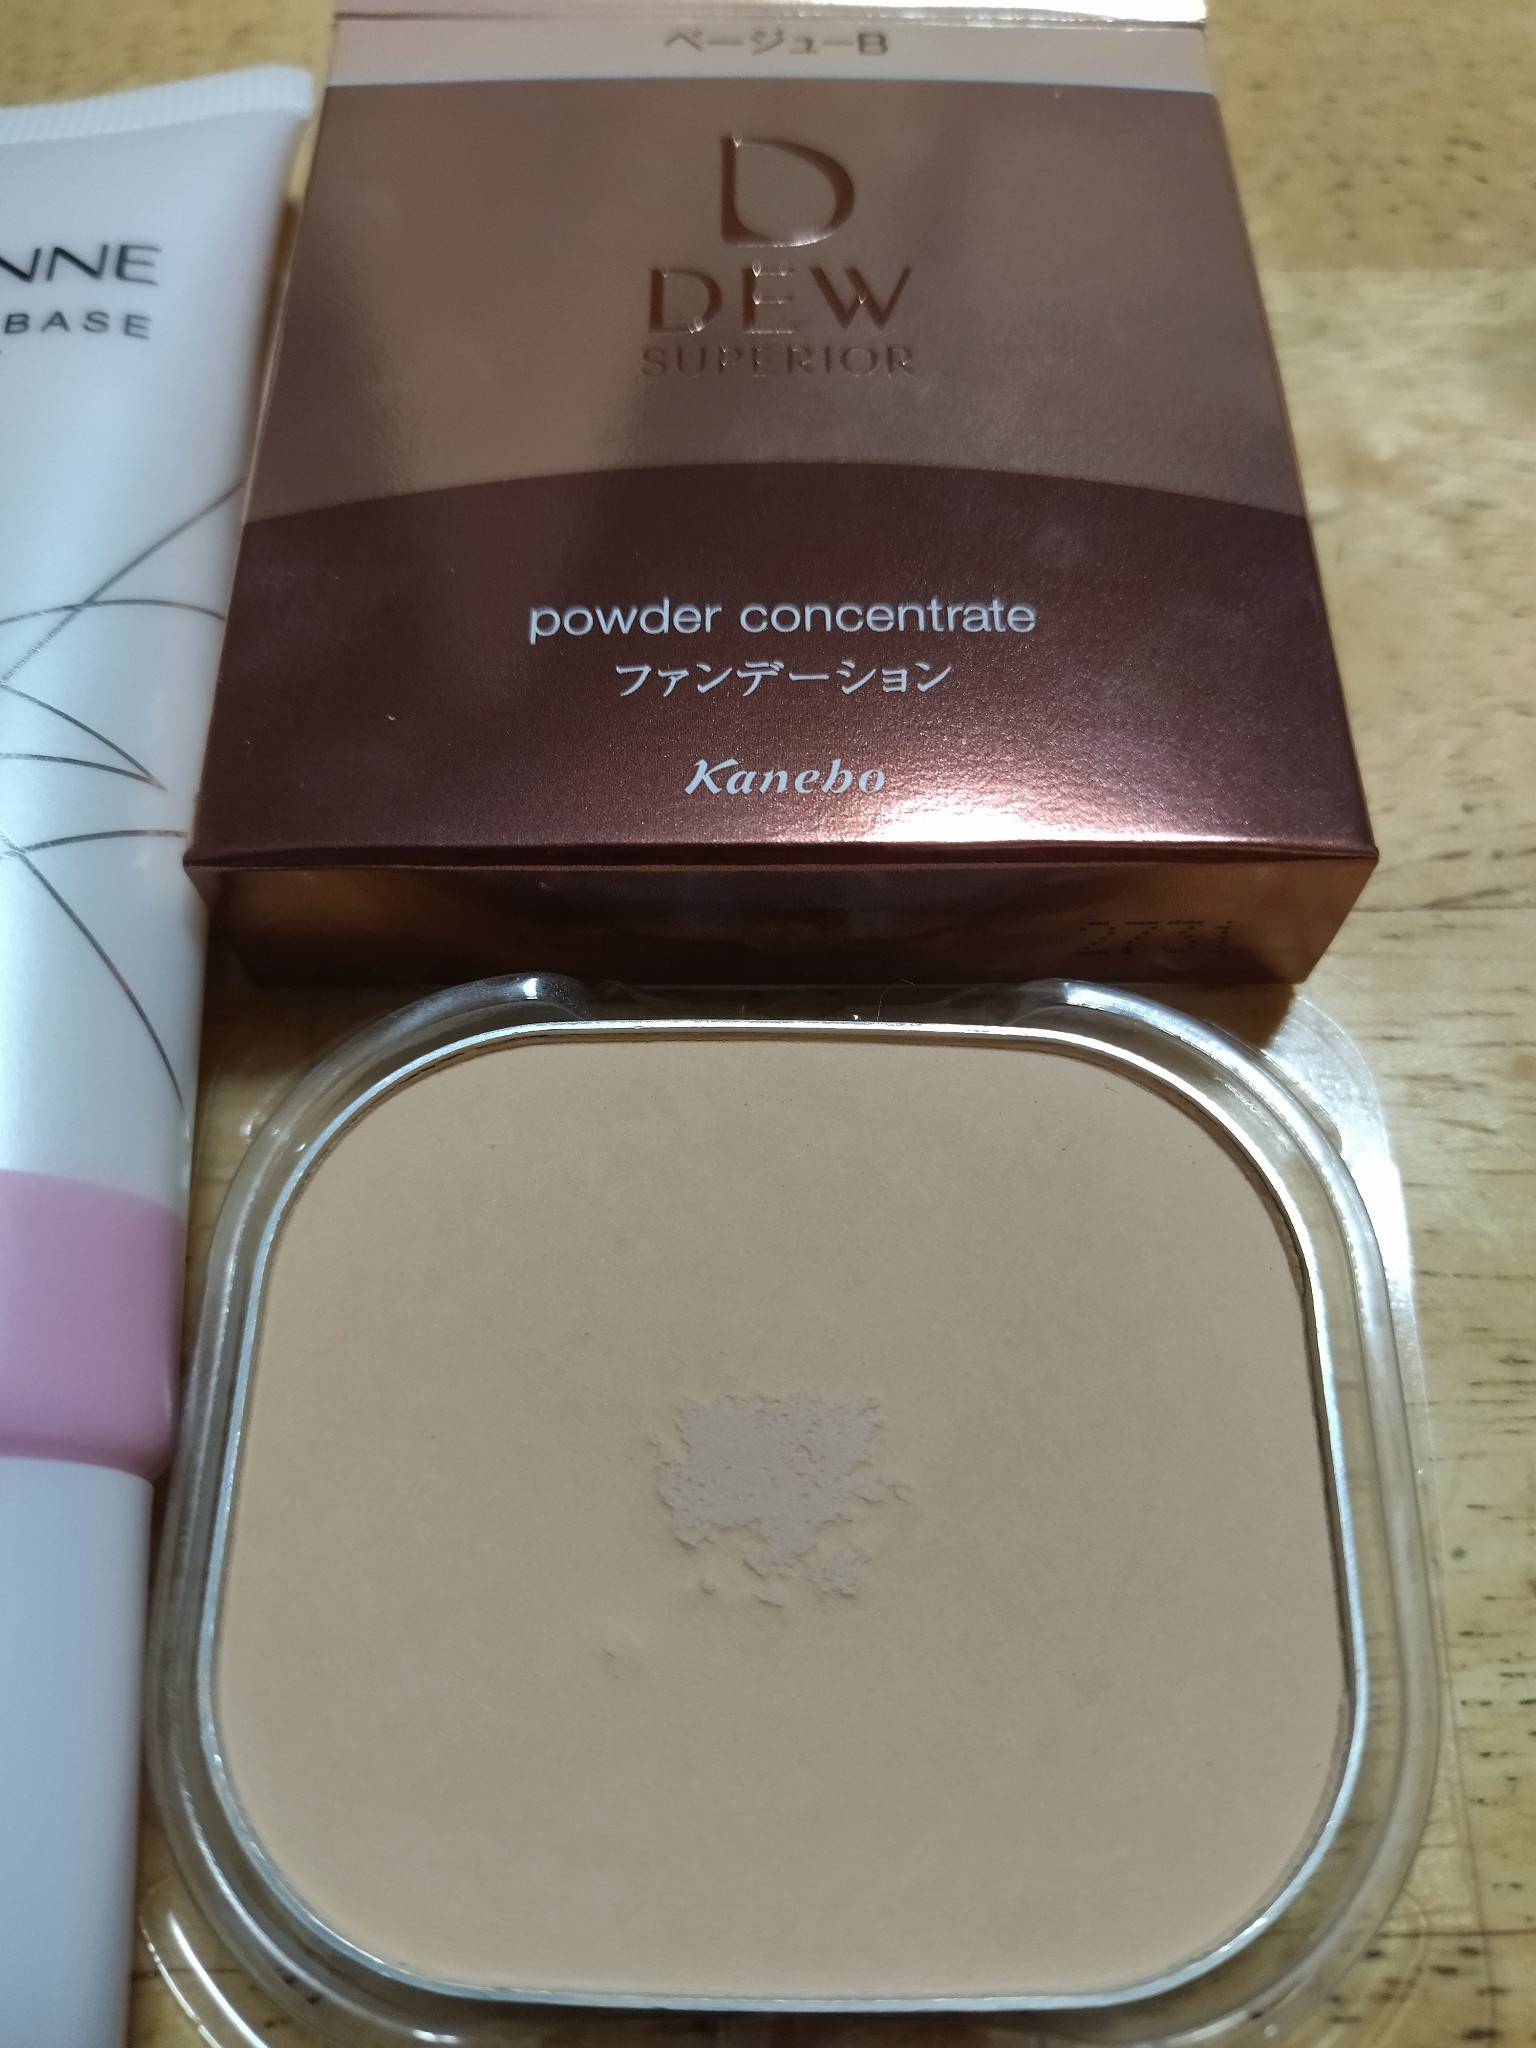 ベージュ－B
D
DEW
SUPERIOR
powder concentrate
ファンデーション
Kanebo
2731
NNE
BASE